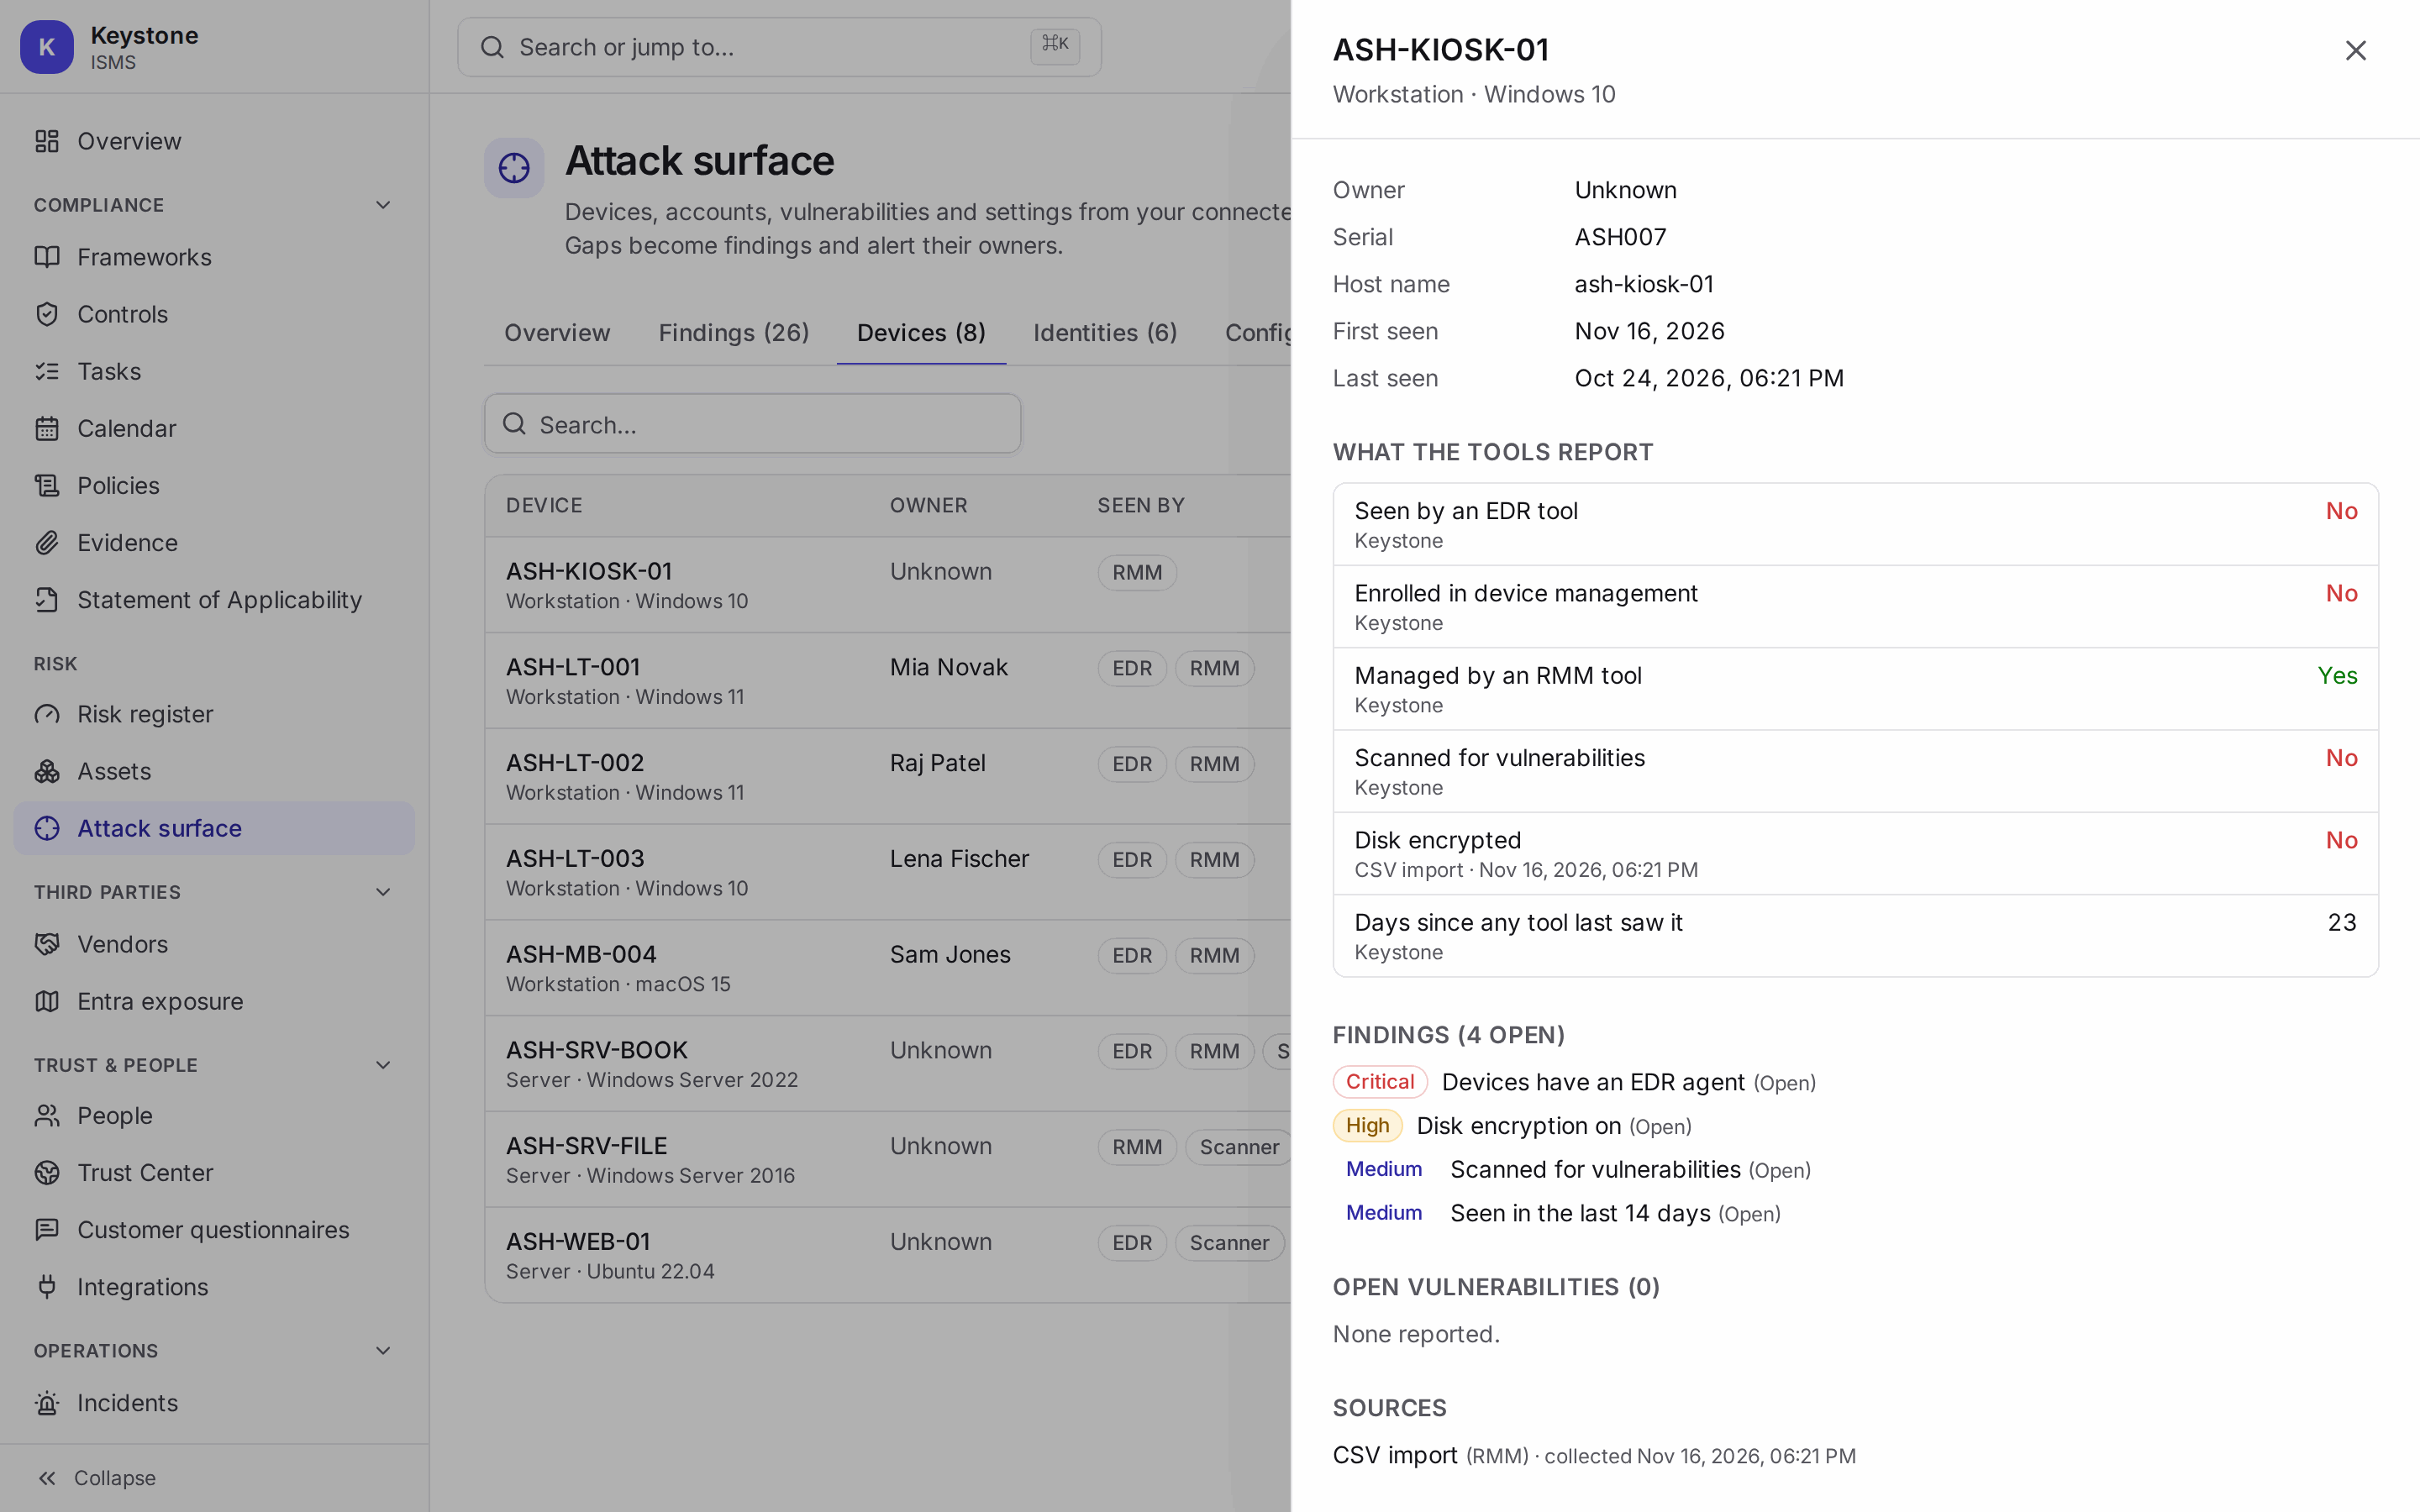 K
Keystone
ISMS
Overview
COMPLIANCE
Frameworks
Controls
Tasks
Calendar
Policies
Evidence
Statement of Applicability
RISK
Risk register
Assets
Attack surface
THIRD PARTIES
Vendors
Entra exposure
TRUST & PEOPLE
People
Trust Center
Customer questionnaires
Integrations
OPERATIONS
Incidents
Collapse
Search or jump to... ⌘K
Attack surface
Devices, accounts, vulnerabilities and settings from your connecte
Gaps become findings and alert their owners.
Overview Findings (26) Devices (8) Identities (6) Config
Search...
DEVICE OWNER SEEN BY
ASH-KIOSK-01 Unknown RMM
Workstation · Windows 10
ASH-LT-001 Mia Novak EDR RMM
Workstation · Windows 11
ASH-LT-002 Raj Patel EDR RMM
Workstation · Windows 11
ASH-LT-003 Lena Fischer EDR RMM
Workstation · Windows 10
ASH-MB-004 Sam Jones EDR RMM
Workstation · macOS 15
ASH-SRV-BOOK Unknown EDR RMM S
Server · Windows Server 2022
ASH-SRV-FILE Unknown RMM Scanner
Server · Windows Server 2016
ASH-WEB-01 Unknown EDR Scanner
Server · Ubuntu 22.04
ASH-KIOSK-01
Workstation · Windows 10
Owner Unknown
Serial ASH007
Host name ash-kiosk-01
First seen Nov 16, 2026
Last seen Oct 24, 2026, 06:21 PM
WHAT THE TOOLS REPORT
Seen by an EDR tool No
Keystone
Enrolled in device management No
Keystone
Managed by an RMM tool Yes
Keystone
Scanned for vulnerabilities No
Keystone
Disk encrypted No
CSV import · Nov 16, 2026, 06:21 PM
Days since any tool last saw it 23
Keystone
FINDINGS (4 OPEN)
Critical Devices have an EDR agent (Open)
High Disk encryption on (Open)
Medium Scanned for vulnerabilities (Open)
Medium Seen in the last 14 days (Open)
OPEN VULNERABILITIES (0)
None reported.
SOURCES
CSV import (RMM) · collected Nov 16, 2026, 06:21 PM